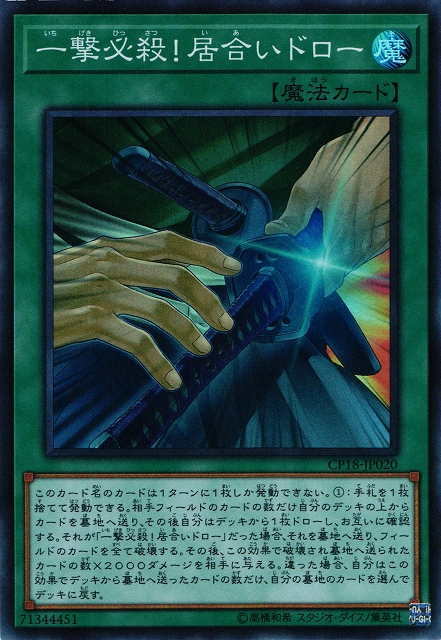 一撃必殺！居合いドロー 魔
【魔法カード】
CP18-JP020
このカード名のカードは１ターンに１枚しか発動できない。①：手札を１枚
捨てて発動できる。相手フィールドのカードの数だけ自分のデッキの上から
カードを墓地へ送り、その後自分はデッキから１枚ドローし、お互いに確認
する。それが「一撃必殺！居合いドロー」だった場合、それを墓地へ送り、フィー
ルドのカードを全て破壊する。その後、この効果で破壊され墓地へ送られた
カードの数×２０００ダメージを相手に与える。違った場合、自分はこの
効果でデッキから墓地へ送ったカードの数だけ、自分の墓地のカードを選んで
デッキに戻す。
71344451
©高橋和希 スタジオ・ダイス/集英社